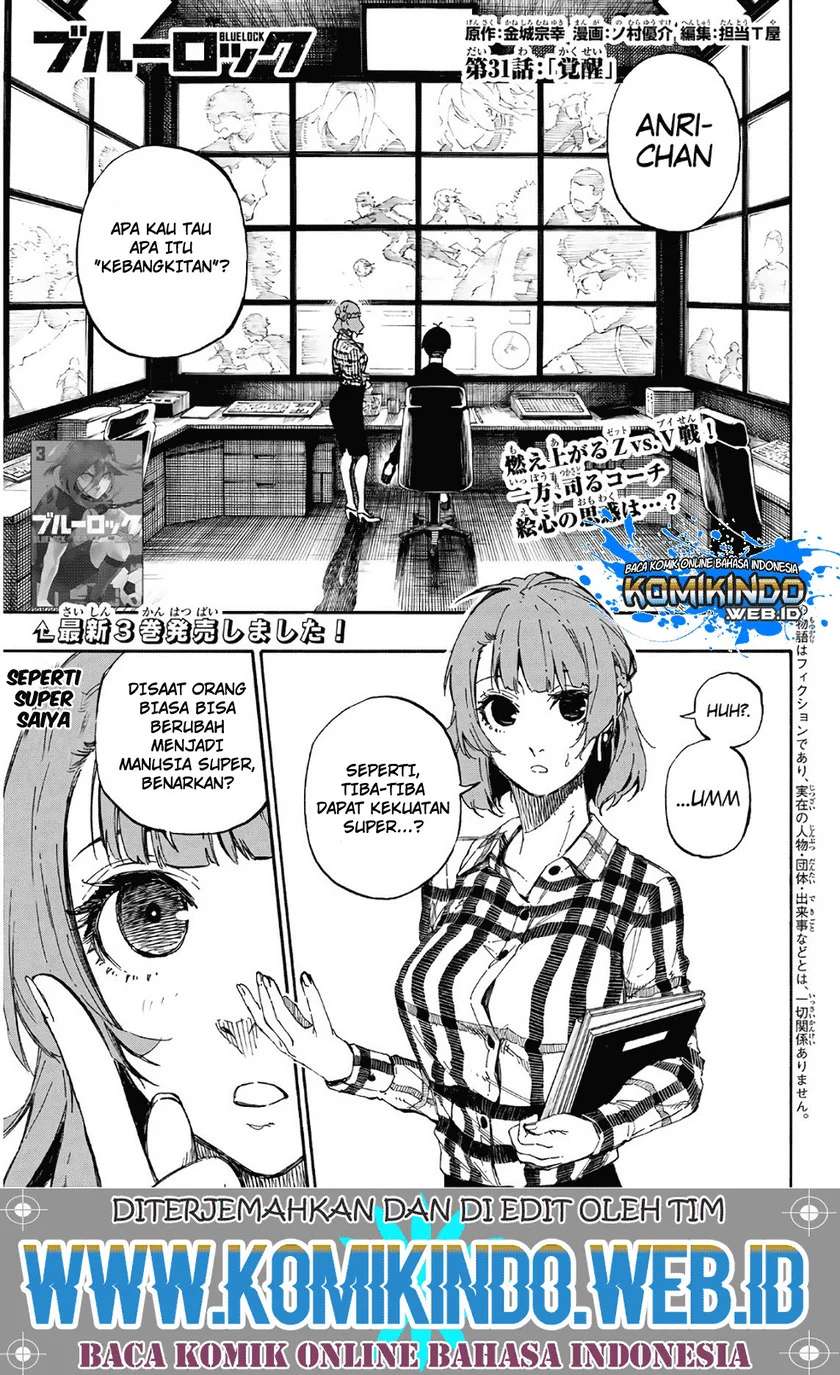 BLUELOCK
ブルーロック
原作:金城宗幸 漫画:ノ村優介 編集:担当T屋
第31話:「覚醒」
ANRI-
CHAN
APA KAU TAU
APA ITU
"KEBANGKITAN"?
燃え上がるZ vs. V戦!
一方、司るコーチ
絵心の思惑は…?
3
ブルーロック
最新3巻発売しました!
BACA KOMIK ONLINE BAHASA INDONESIA
KOMIKINDO
WEB.ID
物語はフィクションであり、実在の人物・団体・出来事などとは、一切関係ありません。
HUH?.
...UMM
SEPERTI,
TIBA-TIBA
DAPAT KEKUATAN
SUPER...?
DISAAT ORANG
BIASA BISA
BERUBAH
MENJADI
MANUSIA SUPER,
BENARKAN?
SEPERTI
SUPER
SAIYA
DITERJEMAHKAN DAN DI EDIT OLEH TIM
WWW.KOMIKINDO.WEB.ID
BACA KOMIK ONLINE BAHASA INDONESIA